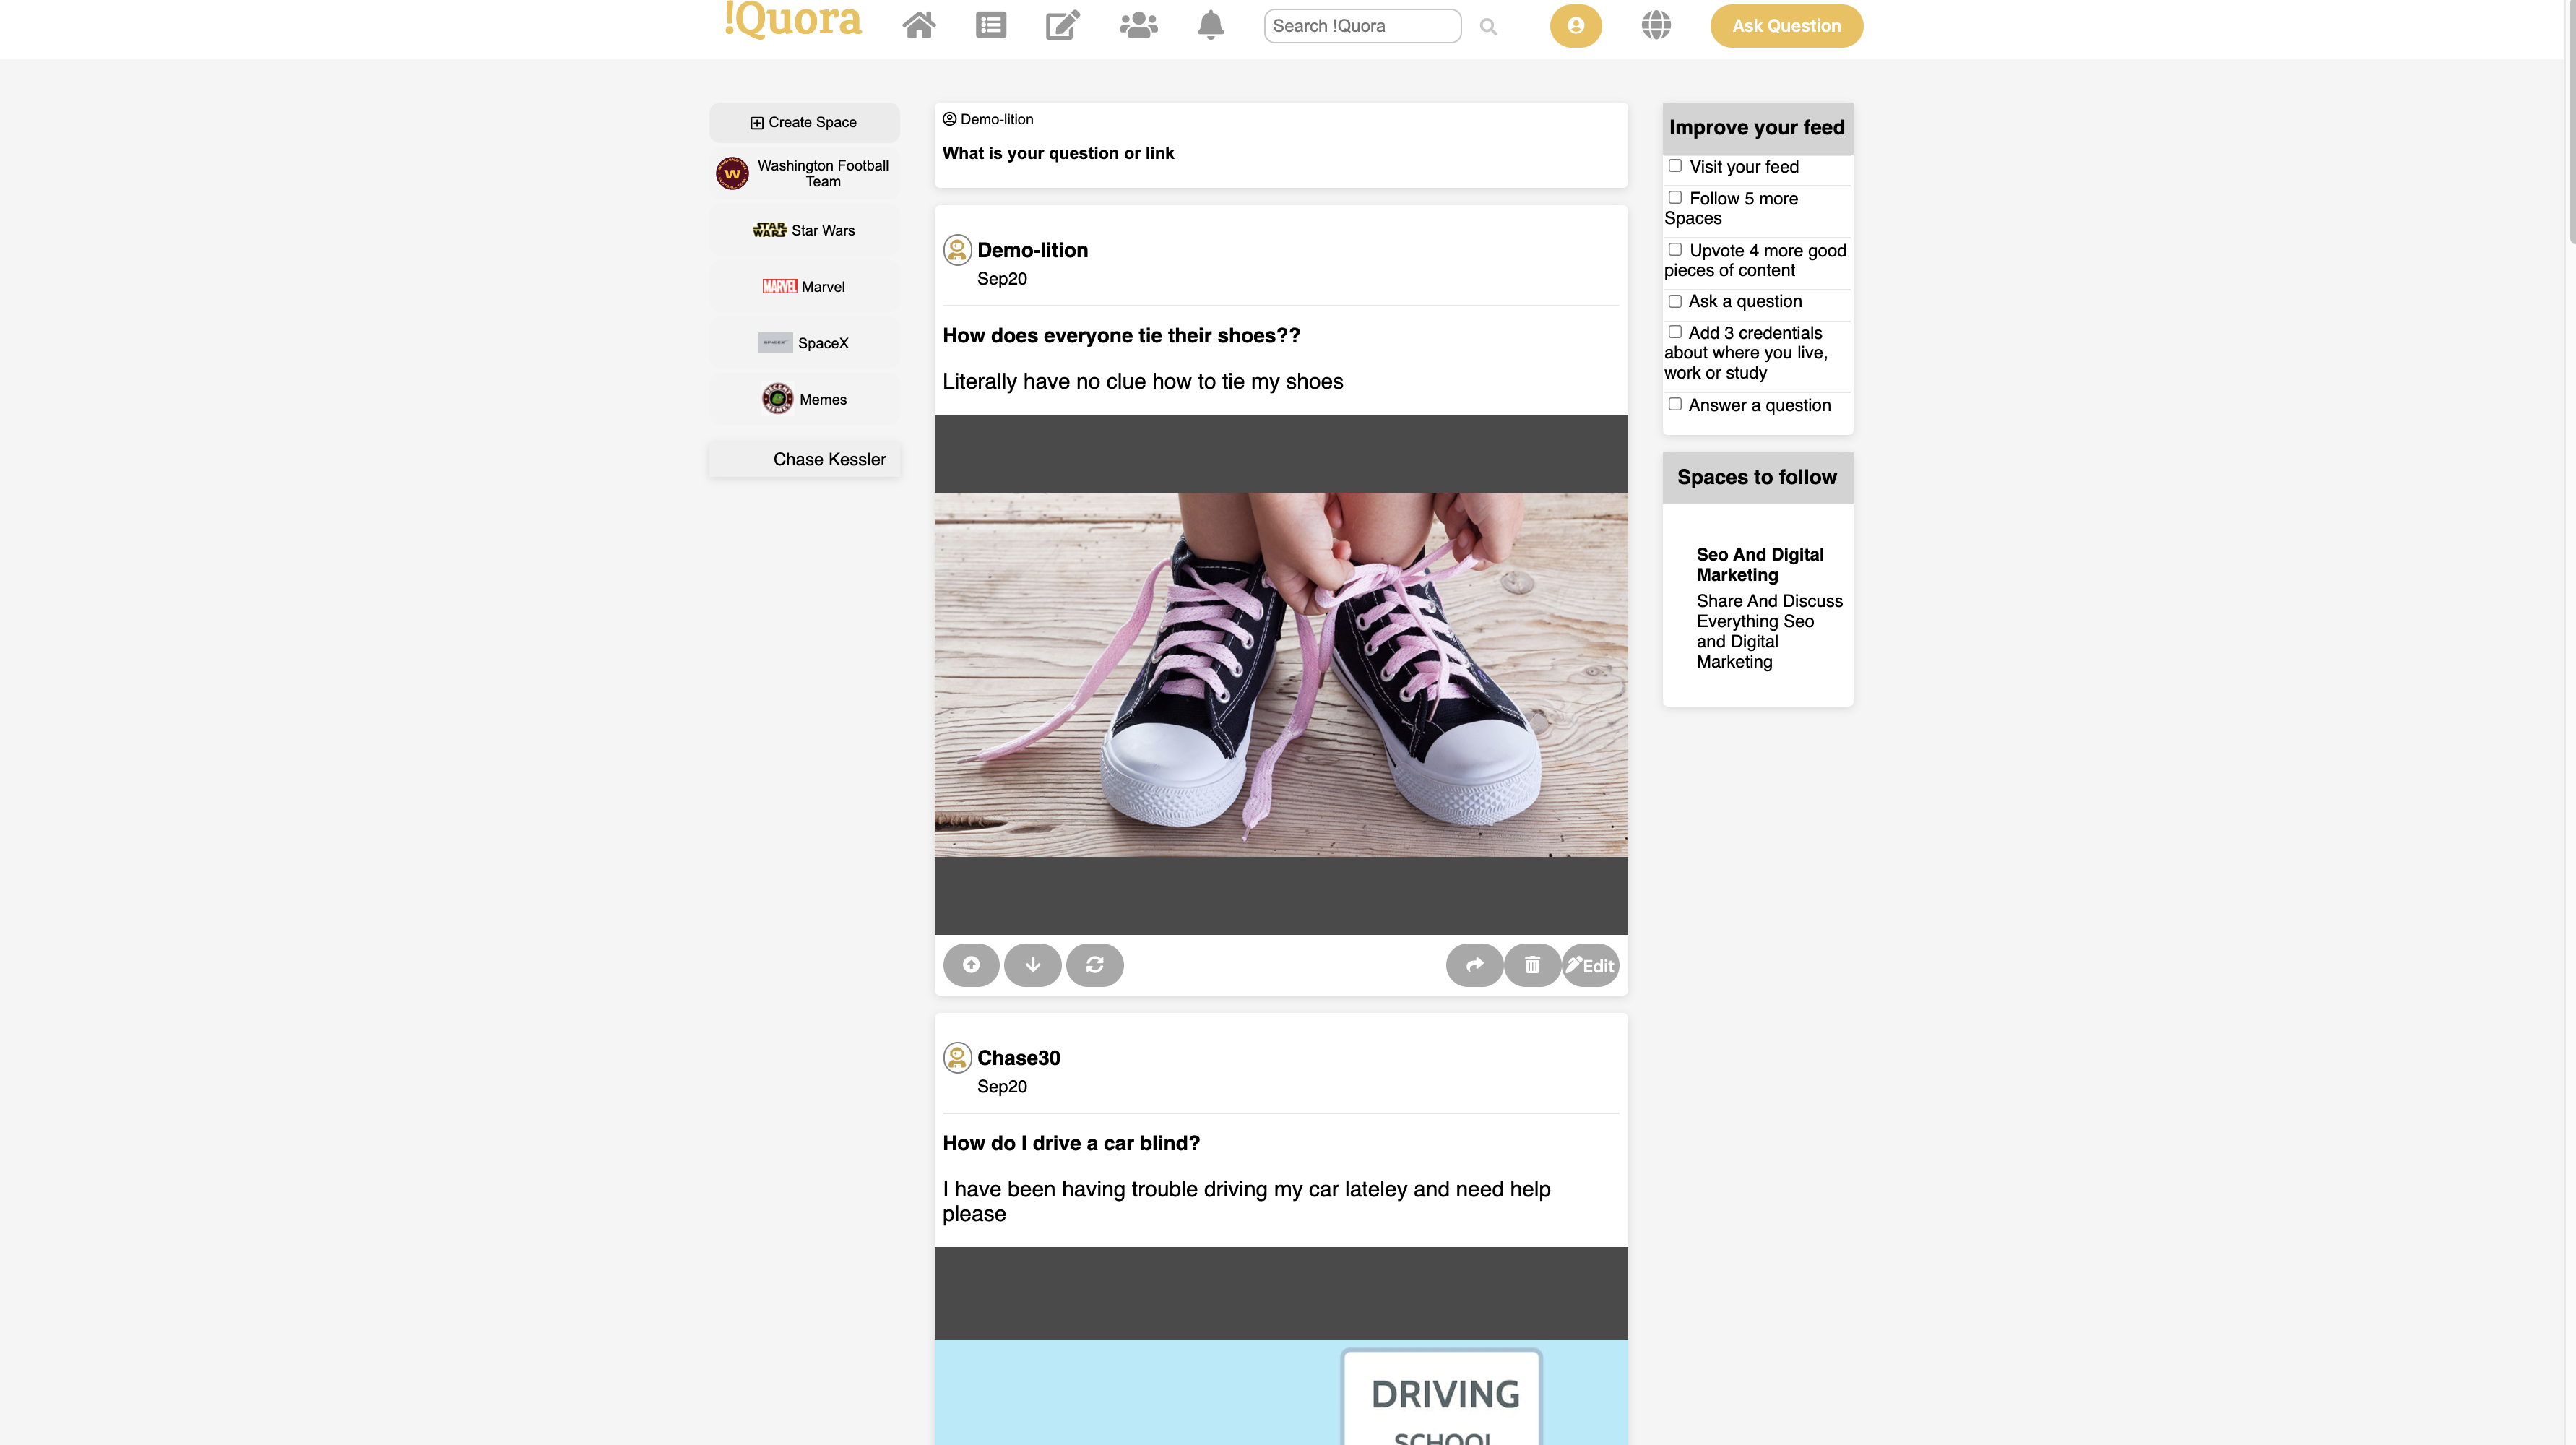 !Quora
Search !Quora
Ask Question
Create Space
Washington Football
Team
W
STAR
WARS
Star Wars
MARVEL
Marvel
SPACEX
SpaceX
DECENT
MEMES
Memes
Chase Kessler
Demo-lition
What is your question or link
Demo-lition
Sep20
How does everyone tie their shoes??
Literally have no clue how to tie my shoes
Edit
Chase30
Sep20
How do I drive a car blind?
I have been having trouble driving my car lateley and need help
please
DRIVING
SCHOOL
Improve your feed
Visit your feed
Follow 5 more
Spaces
Upvote 4 more good
pieces of content
Ask a question
Add 3 credentials
about where you live,
work or study
Answer a question
Spaces to follow
Seo And Digital
Marketing
Share And Discuss
Everything Seo
and Digital
Marketing